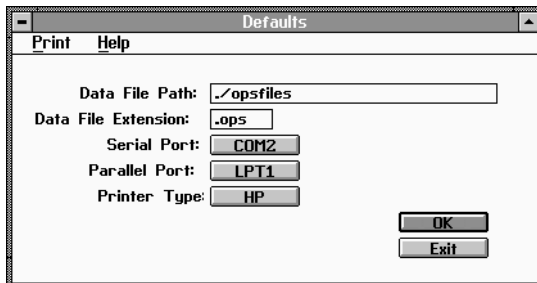 Defaults
Print Help
Data File Path: ./opsfiles
Data File Extension: .ops
Serial Port: COM2
Parallel Port: LPT1
Printer Type: HP
OK
Exit